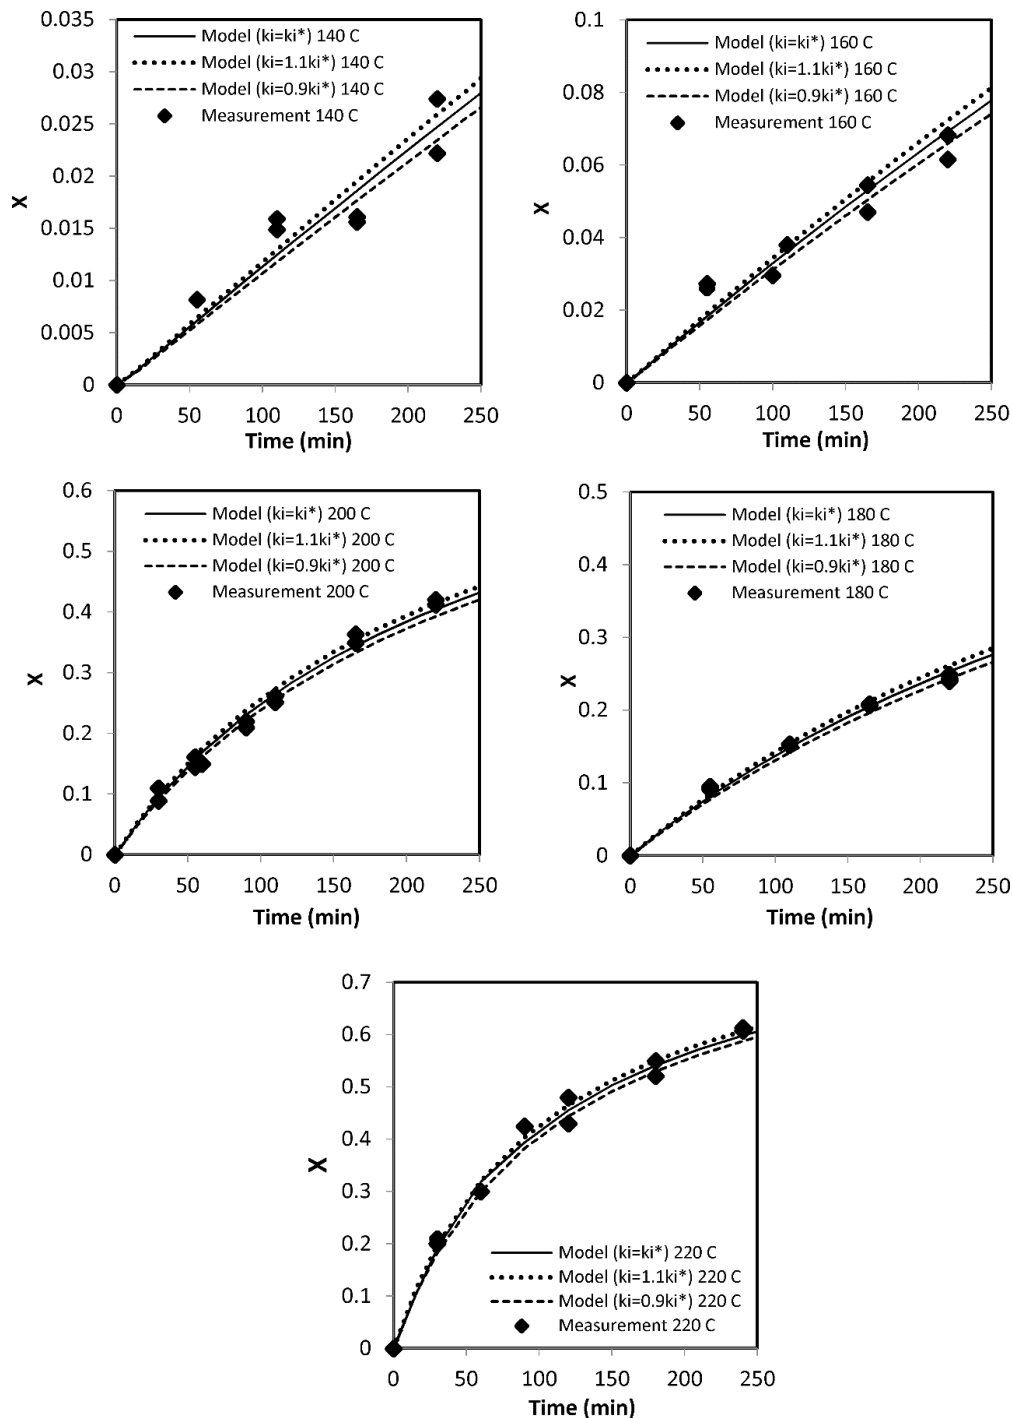 0.035
0.03
0.025
0.02
0.015
0.01
0.005
0
X
Model (ki=ki*) 140 C
Model (ki=1.1ki*) 140 C
Model (ki=0.9ki*) 140 C
Measurement 140 C
0 50 100 150 200 250
Time (min)
0.1
0.08
0.06
0.04
0.02
0
X
Model (ki=ki*) 160 C
Model (ki=1.1ki*) 160 C
Model (ki=0.9ki*) 160 C
Measurement 160 C
0 50 100 150 200 250
Time (min)
0.6
0.5
0.4
0.3
0.2
0.1
0
X
Model (ki=ki*) 200 C
Model (ki=1.1ki*) 200 C
Model (ki=0.9ki*) 200 C
Measurement 200 C
0 50 100 150 200 250
Time (min)
0.5
0.4
0.3
0.2
0.1
0
X
Model (ki=ki*) 180 C
Model (ki=1.1ki*) 180 C
Model (ki=0.9ki*) 180 C
Measurement 180 C
0 50 100 150 200 250
Time (min)
0.7
0.6
0.5
0.4
0.3
0.2
0.1
0
X
Model (ki=ki*) 220 C
Model (ki=1.1ki*) 220 C
Model (ki=0.9ki*) 220 C
Measurement 220 C
0 50 100 150 200 250
Time (min)